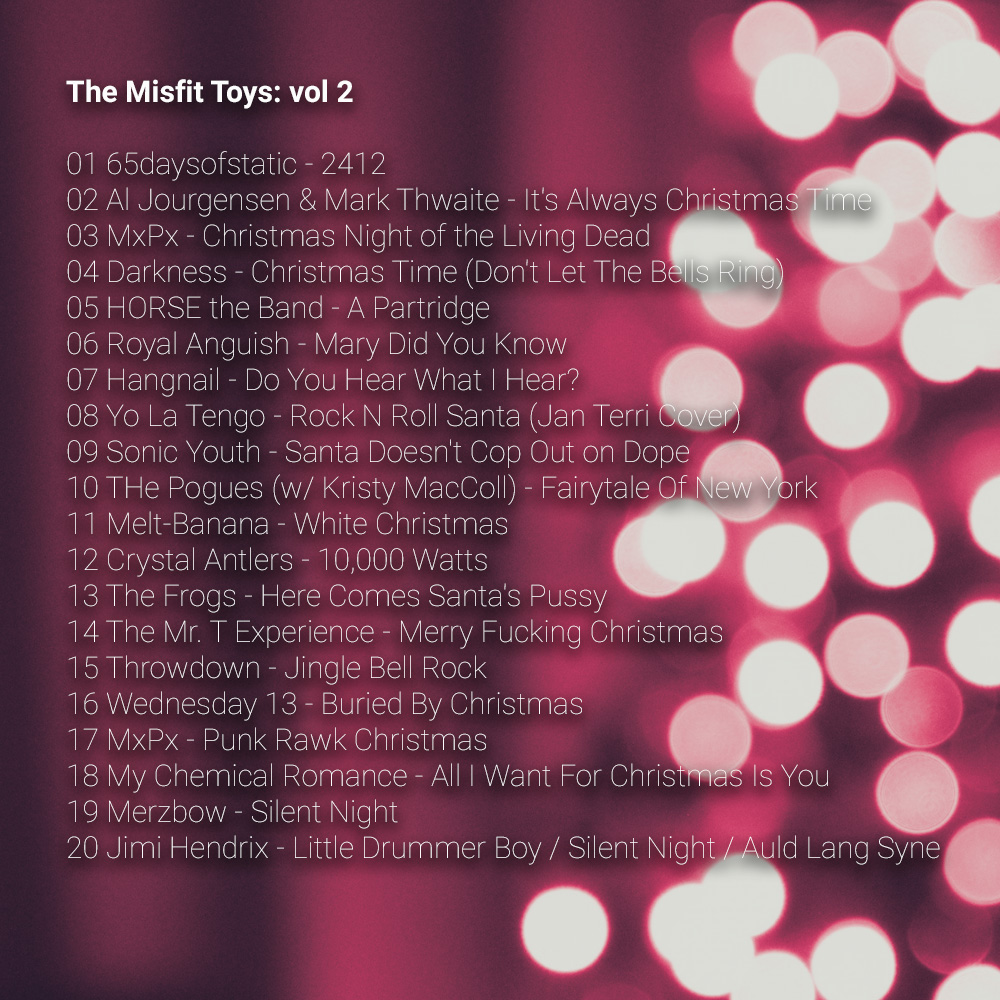 The Misfit Toys: vol 2
01 65daysofstatic - 2412
02 Al Jourgensen & Mark Thwaite - It's Always Christmas Time
03 MxPx - Christmas Night of the Living Dead
04 Darkness - Christmas Time (Don't Let The Bells Ring)
05 HORSE the Band - A Partridge
06 Royal Anguish - Mary Did You Know
07 Hangnail - Do You Hear What I Hear?
08 Yo La Tengo - Rock N Roll Santa (Jan Terri Cover)
09 Sonic Youth - Santa Doesn't Cop Out on Dope
10 THe Pogues (w/ Kristy MacColl) - Fairytale Of New York
11 Melt-Banana - White Christmas
12 Crystal Antlers - 10,000 Watts
13 The Frogs - Here Comes Santa's Pussy
14 The Mr. T Experience - Merry Fucking Christmas
15 Throwdown - Jingle Bell Rock
16 Wednesday 13 - Buried By Christmas
17 MxPx - Punk Rawk Christmas
18 My Chemical Romance - All I Want For Christmas Is You
19 Merzbow - Silent Night
20 Jimi Hendrix - Little Drummer Boy / Silent Night / Auld Lang Syne